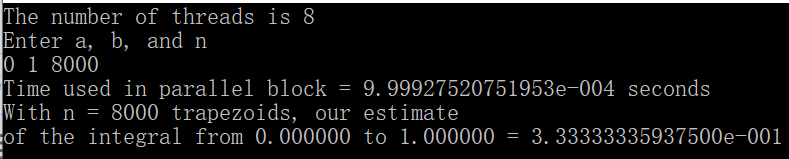 The number of threads is 8
Enter a, b, and n
0 1 8000
Time used in parallel block = 9.99927520751953e-004 seconds
With n = 8000 trapezoids, our estimate
of the integral from 0.000000 to 1.000000 = 3.33333335937500e-001